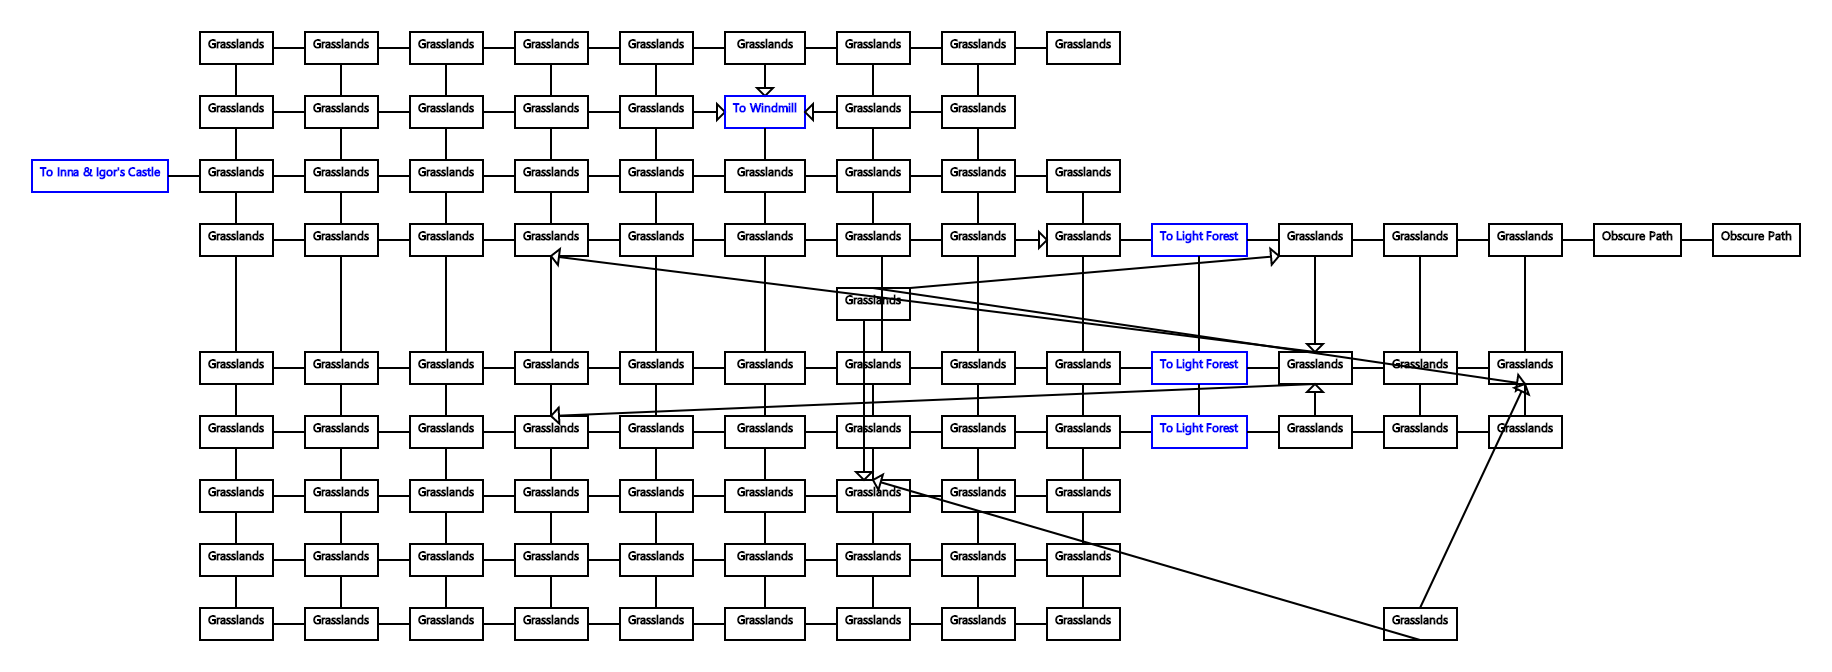 Grasslands Grasslands Grasslands Grasslands Grasslands Grasslands Grasslands Grasslands Grasslands
Grasslands Grasslands Grasslands Grasslands Grasslands To Windmill Grasslands Grasslands
To Inna & Igor's Castle Grasslands Grasslands Grasslands Grasslands Grasslands Grasslands Grasslands Grasslands Grasslands
Grasslands Grasslands Grasslands Grasslands Grasslands Grasslands Grasslands Grasslands Grasslands To Light Forest Grasslands Grasslands Grasslands Obscure Path Obscure Path
Grasslands
Grasslands Grasslands Grasslands Grasslands Grasslands Grasslands Grasslands Grasslands Grasslands To Light Forest Grasslands Grasslands Grasslands
Grasslands Grasslands Grasslands Grasslands Grasslands Grasslands Grasslands Grasslands Grasslands To Light Forest Grasslands Grasslands Grasslands
Grasslands Grasslands Grasslands Grasslands Grasslands Grasslands Grasslands Grasslands Grasslands
Grasslands Grasslands Grasslands Grasslands Grasslands Grasslands Grasslands Grasslands Grasslands
Grasslands Grasslands Grasslands Grasslands Grasslands Grasslands Grasslands Grasslands Grasslands Grasslands